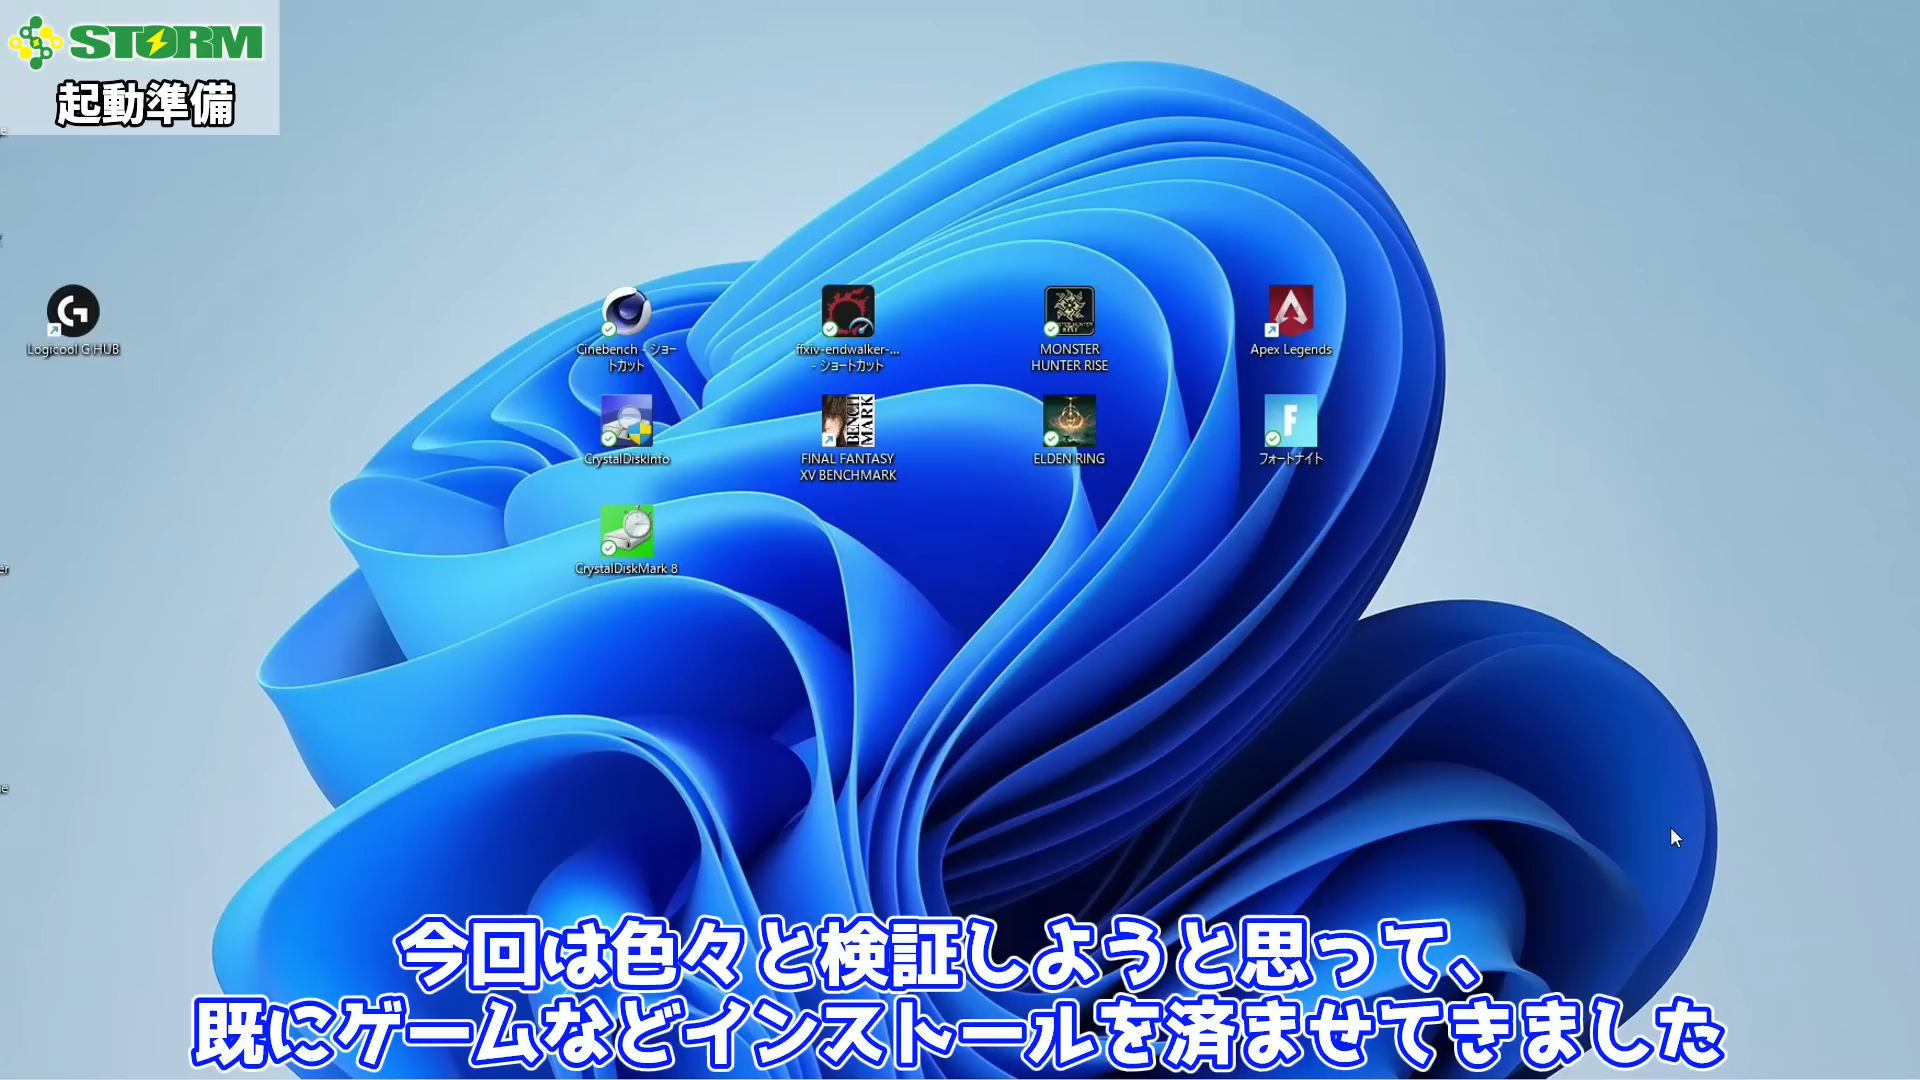 STORM
起動準備
Logicool G HUB
Cinebench - ショー
トカット
ffxiv-endwalker-...
- ショートカット
MONSTER
HUNTER RISE
Apex Legends
CrystalDiskInfo
BENCH
MARK
FINAL FANTASY
XV BENCHMARK
ELDEN RING
フォートナイト
CrystalDiskMark 8
今回は色々と検証しようと思って、
既にゲームなどインストールを済ませてきました